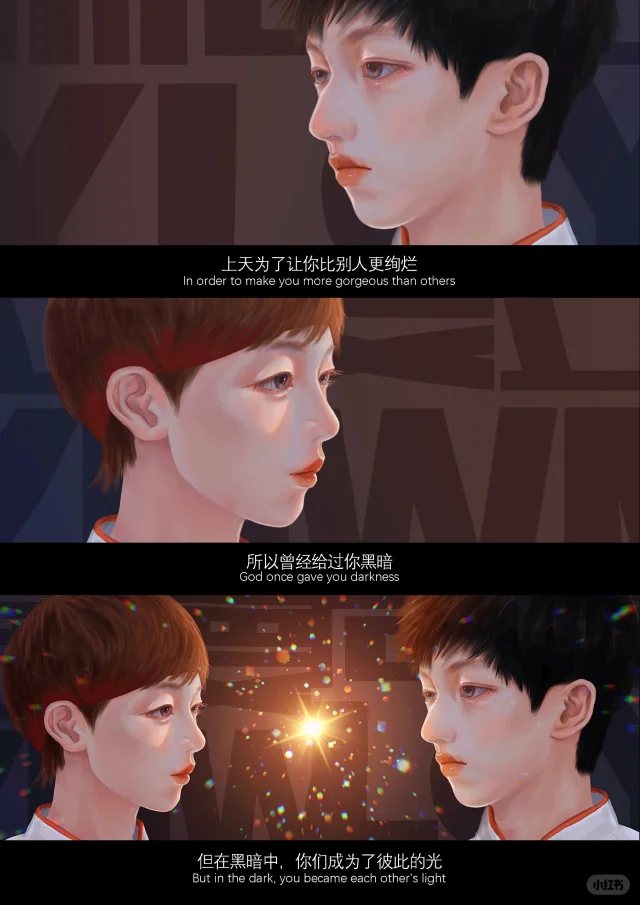 上天为了让你比别人更绚烂
In order to make you more gorgeous than others
所以曾经给过你黑暗
God once gave you darkness
但在黑暗中，你们成为了彼此的光
But in the dark, you became each other's light
小红书